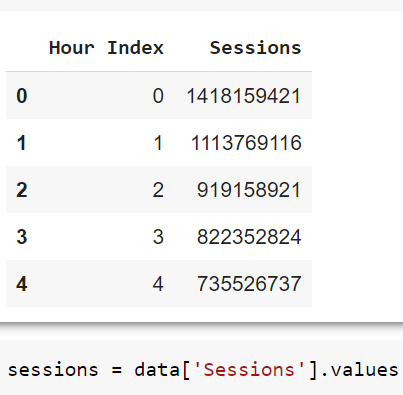 Hour Index Sessions
0 0 1418159421
1 1 1113769116
2 2 919158921
3 3 822352824
4 4 735526737
sessions = data['Sessions'].values